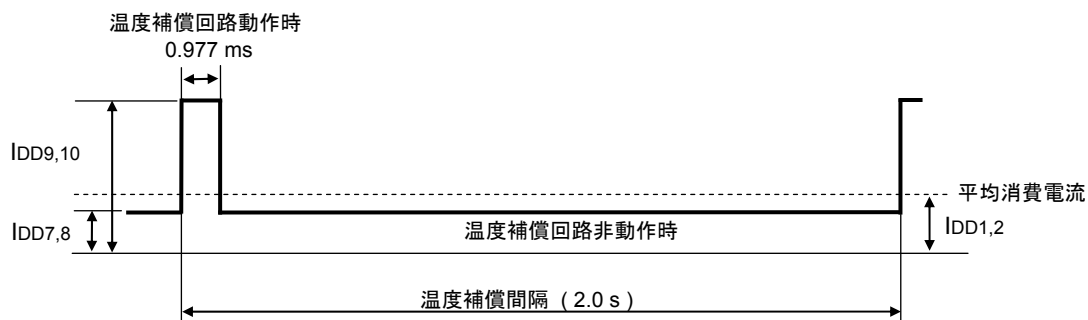 温度補償回路動作時
0.977 ms
IDD9,10
平均消費電流
IDD7,8
温度補償回路非動作時
IDD1,2
温度補償間隔 ( 2.0 s )